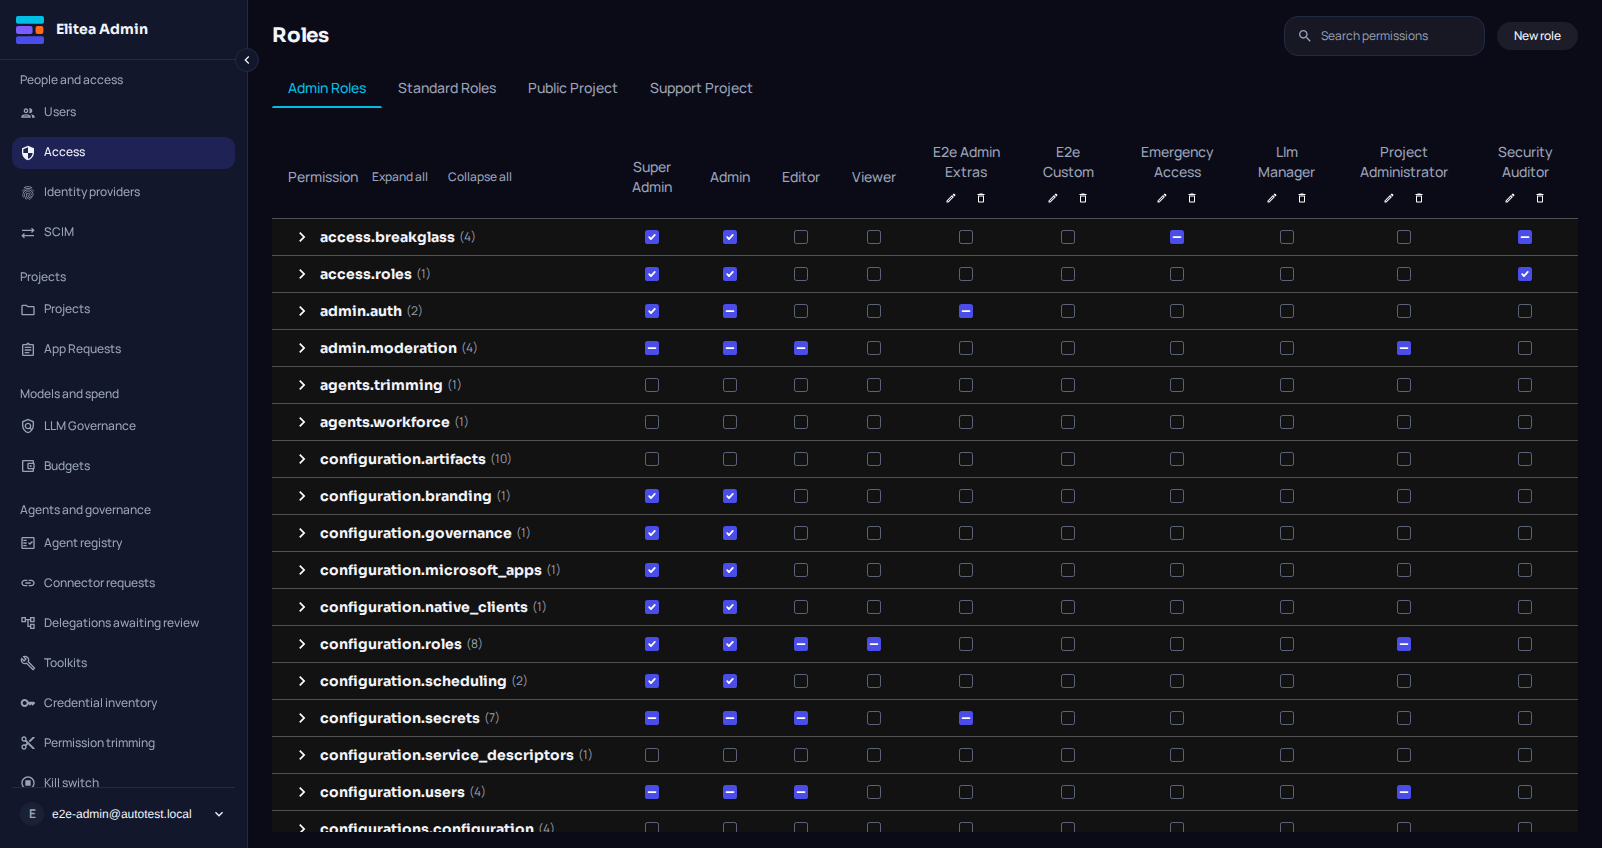 Elitea Admin
People and access
Users
Access
Identity providers
SCIM
Projects
Projects
App Requests
Models and spend
LLM Governance
Budgets
Agents and governance
Agent registry
Connector requests
Delegations awaiting review
Toolkits
Credential inventory
Permission trimming
Kill switch
E e2e-admin@autotest.local
Roles
Search permissions
New role
Admin Roles Standard Roles Public Project Support Project
Permission Expand all Collapse all
Super Admin
Admin
Editor
Viewer
E2e Admin Extras
E2e Custom
Emergency Access
Llm Manager
Project Administrator
Security Auditor
access.breakglass (4)
access.roles (1)
admin.auth (2)
admin.moderation (4)
agents.trimming (1)
agents.workforce (1)
configuration.artifacts (10)
configuration.branding (1)
configuration.governance (1)
configuration.microsoft_apps (1)
configuration.native_clients (1)
configuration.roles (8)
configuration.scheduling (2)
configuration.secrets (7)
configuration.service_descriptors (1)
configuration.users (4)
configurations.configuration (4)